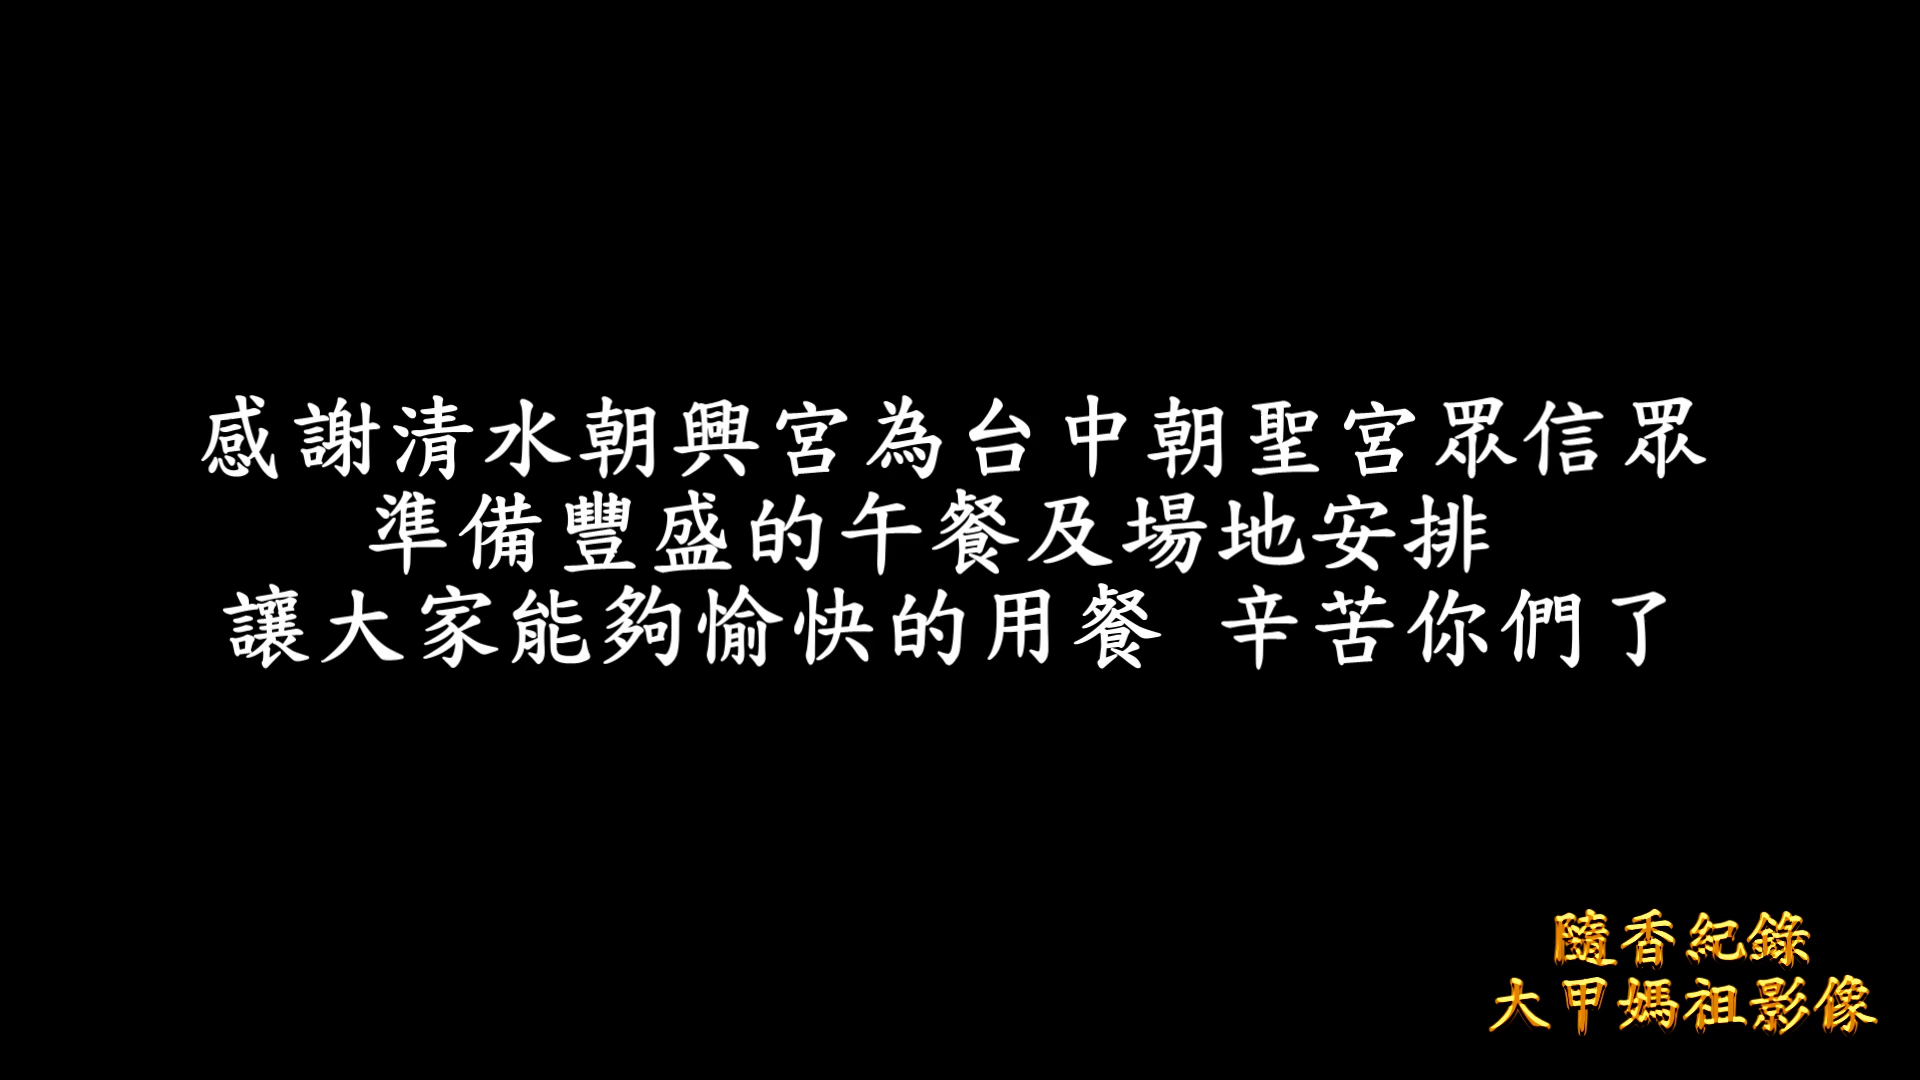 感謝清水朝興宮為台中朝聖宮眾信眾
準備豐盛的午餐及場地安排
讓大家能夠愉快的用餐 辛苦你們了
隨香紀錄
大甲媽祖影像